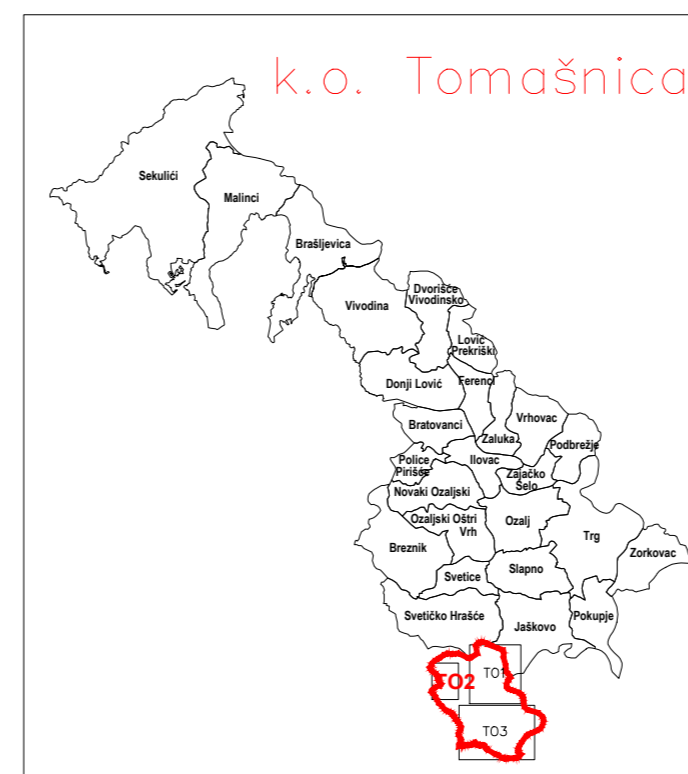 k.o. Tomašnica
Sekulići
Malinci
Brašljevica
Dvorišće
Vivodinsko
Vivodina
Lović
Prekriški
Donji Lović
Ferenci
Bratovanci
Vrhovac
Zaluka
Podbrežje
Police
Pirišće
Ilovac
Zajačko
Selo
Novaki Ozaljski
Ozaljski Oštri
Vrh
Ozalj
Trg
Breznik
Zorkovac
Svetice
Slapno
Svetičko Hrašće
Jaškovo
Pokupje
TO1
TO2
TO3